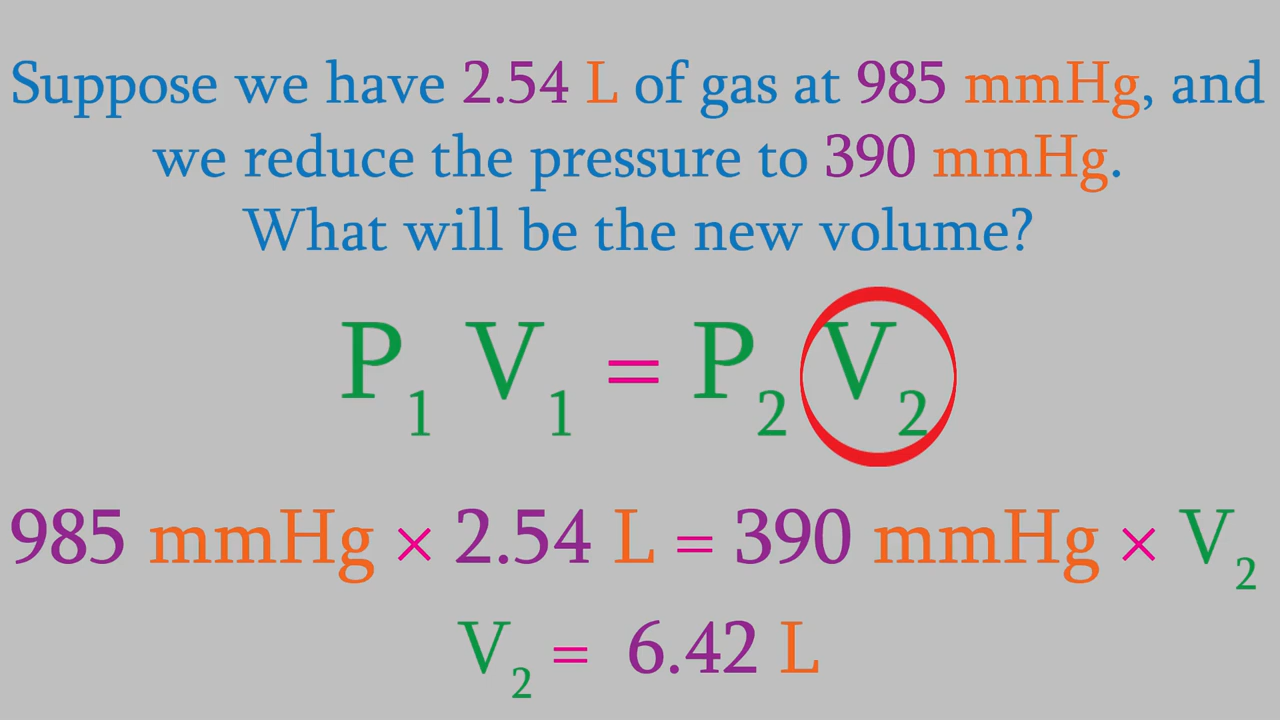 Suppose we have 2.54 L of gas at 985 mmHg, and
we reduce the pressure to 390 mmHg.
What will be the new volume?
P₁ V₁ = P₂ V₂
985 mmHg × 2.54 L = 390 mmHg × V₂
V₂ = 6.42 L